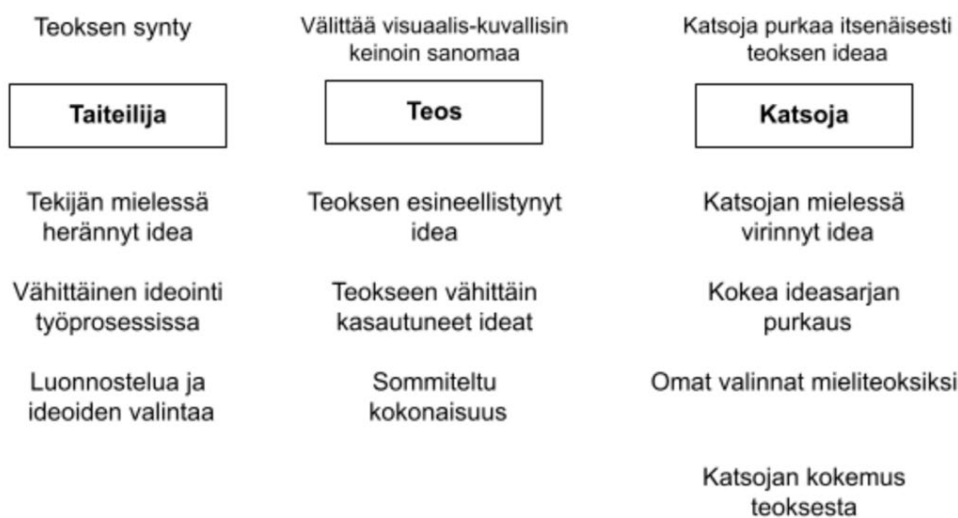 Teoksen synty
Taiteilija
Tekijän mielessä
herännyt idea
Vähittäinen ideointi
työprosessissa
Luonnostelua ja
ideoiden valintaa
Välittää visuaalis-kuvallisin
keinoin sanomaa
Teos
Teoksen esineellistynyt
idea
Teokseen vähittäin
kasautuneet ideat
Sommiteltu
kokonaisuus
Katsoja purkaa itsenäisesti
teoksen ideaa
Katsoja
Katsojan mielessä
virinnyt idea
Kokea ideasarjan
purkaus
Omat valinnat mieliteoksiksi
Katsojan kokemus
teoksesta